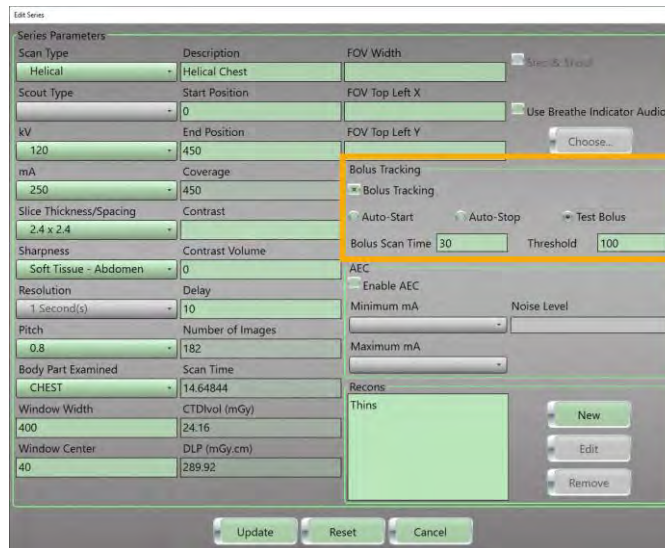 Edit Series
Series Parameters
Scan Type
Helical
Scout Type
kV
120
mA
250
Slice Thickness/Spacing
2.4 x 2.4
Sharpness
Soft Tissue - Abdomen
Resolution
1 Second(s)
Pitch
0.8
Body Part Examined
CHEST
Window Width
400
Window Center
40
Description
Helical Chest
Start Position
0
End Position
450
Coverage
450
Contrast
Contrast Volume
0
Delay
10
Number of Images
182
Scan Time
14.64844
CTDIvol (mGy)
24.16
DLP (mGy.cm)
289.92
FOV Width
FOV Top Left X
FOV Top Left Y
Step & Shoot
Use Breathe Indicator Audio
Choose...
Bolus Tracking
Bolus Tracking
Auto-Start Auto-Stop Test Bolus
Bolus Scan Time 30 Threshold 100
AEC
Enable AEC
Minimum mA Noise Level
Maximum mA
Recons
Thins
New
Edit
Remove
Update Reset Cancel